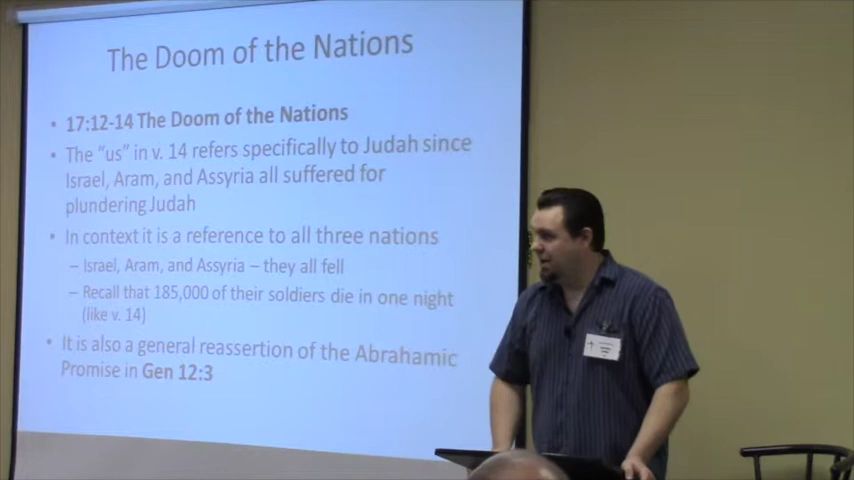 The Doom of the Nations
• 17:12-14 The Doom of the Nations
• The "us" in v. 14 refers specifically to Judah since
Israel, Aram, and Assyria all suffered for
plundering Judah
• In context it is a reference to all three nations
– Israel, Aram, and Assyria – they all fell
– Recall that 185,000 of their soldiers die in one night
(like v. 14)
• It is also a general reassertion of the Abrahamic
Promise in Gen 12:3